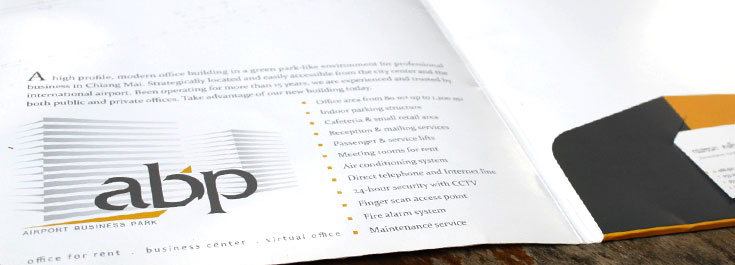 A high profile, modern office building in a green park-like environment for professional
business in Chiang Mai. Strategically located and easily accessible from the city center and the
international airport. Been operating for more than 15 years, we are experienced and trusted by
both public and private offices. Take advantage of our new building today.
Office area from 80 m2 up to 1,200 m2
Indoor parking structure
Cafeteria & small retail area
Reception & mailing services
Passenger & service lifts
Meeting rooms for rent
Air conditioning system
Direct telephone and Internet line
24-hour security with CCTV
Finger scan access point
Fire alarm system
Maintenance service
abp
AIRPORT BUSINESS PARK
office for rent . business center . virtual office